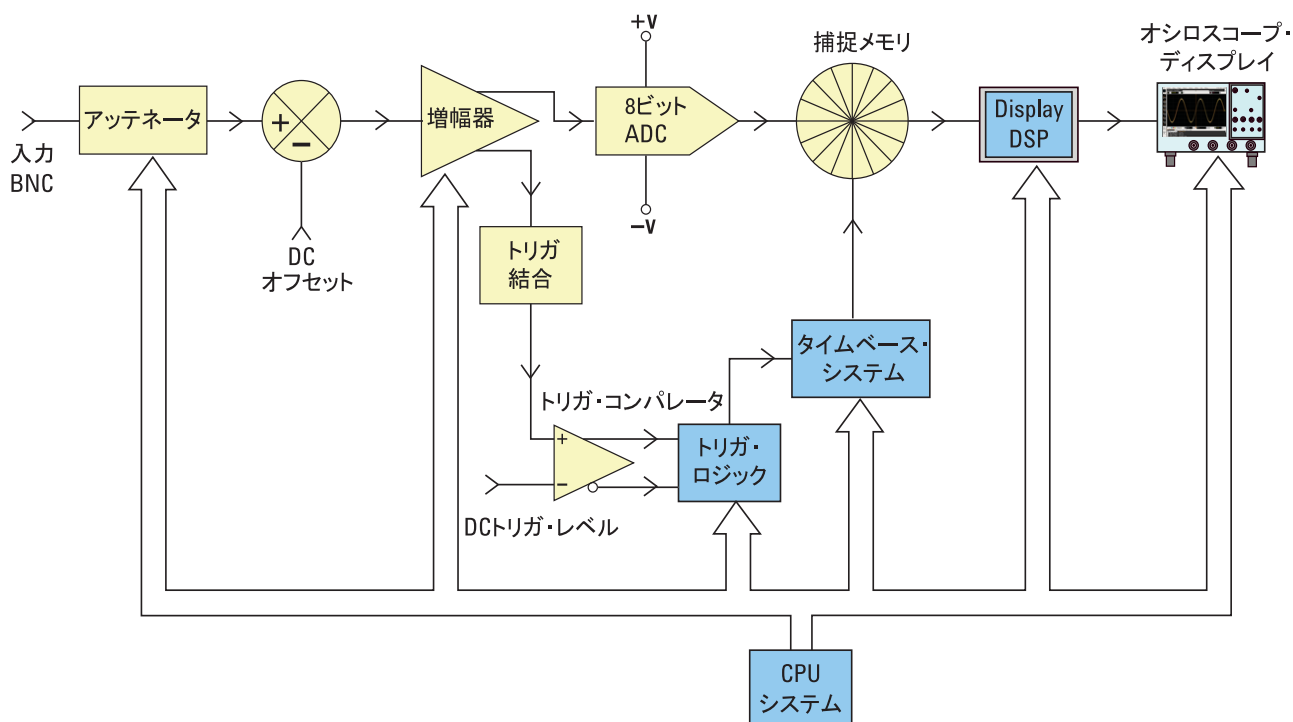 オシロスコープ・
ディスプレイ
捕捉メモリ
+V
アッテネータ
+
−
増幅器
8ビット
ADC
Display
DSP
入力
BNC
−V
DC
オフセット
トリガ
結合
タイムベース・
システム
トリガ・コンパレータ
+
−
トリガ・
ロジック
DCトリガ・レベル
CPU
システム